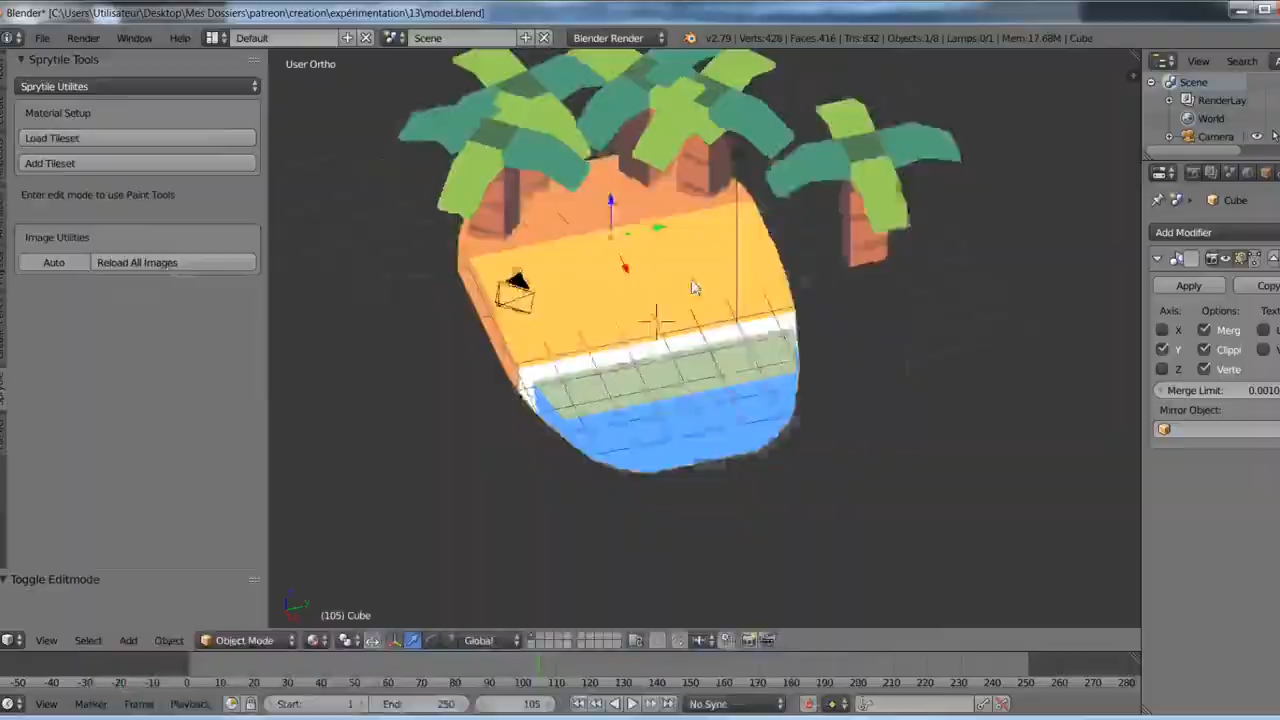 Blender* [C:\Users\Utilisateur\Desktop\Mes Dossiers\patreon\creation\expérimentation\13\model.blend]
File Render Window Help Default Scene Blender Render v2.79 | Verts:428 | Faces:416 | Tris:832 | Objects:1/8 | Lamps:0/1 | Mem:17.68M | Cube
Sprytile Tools
Sprytile Utilites
Material Setup
Load Tileset
Add Tileset
Enter edit mode to use Paint Tools
Image Utilities
Auto Reload All Images
Toggle Editmode
User Ortho
(105) Cube
View Select Add Object Object Mode Global
View Search
Scene
RenderLay
World
Camera
Cube
Add Modifier
Apply Copy
Axis: Options: Text
X Merg
Y Clippi
Z Verte
Merge Limit: 0.0010
Mirror Object:
-50 -40 -30 -20 -10 0 10 20 30 40 50 60 70 80 90 100 110 120 130 140 150 160 170 180 190 200 210 220 230 240 250 260 270 280
View Marker Frame Playback Start: 1 End: 250 105 No Sync